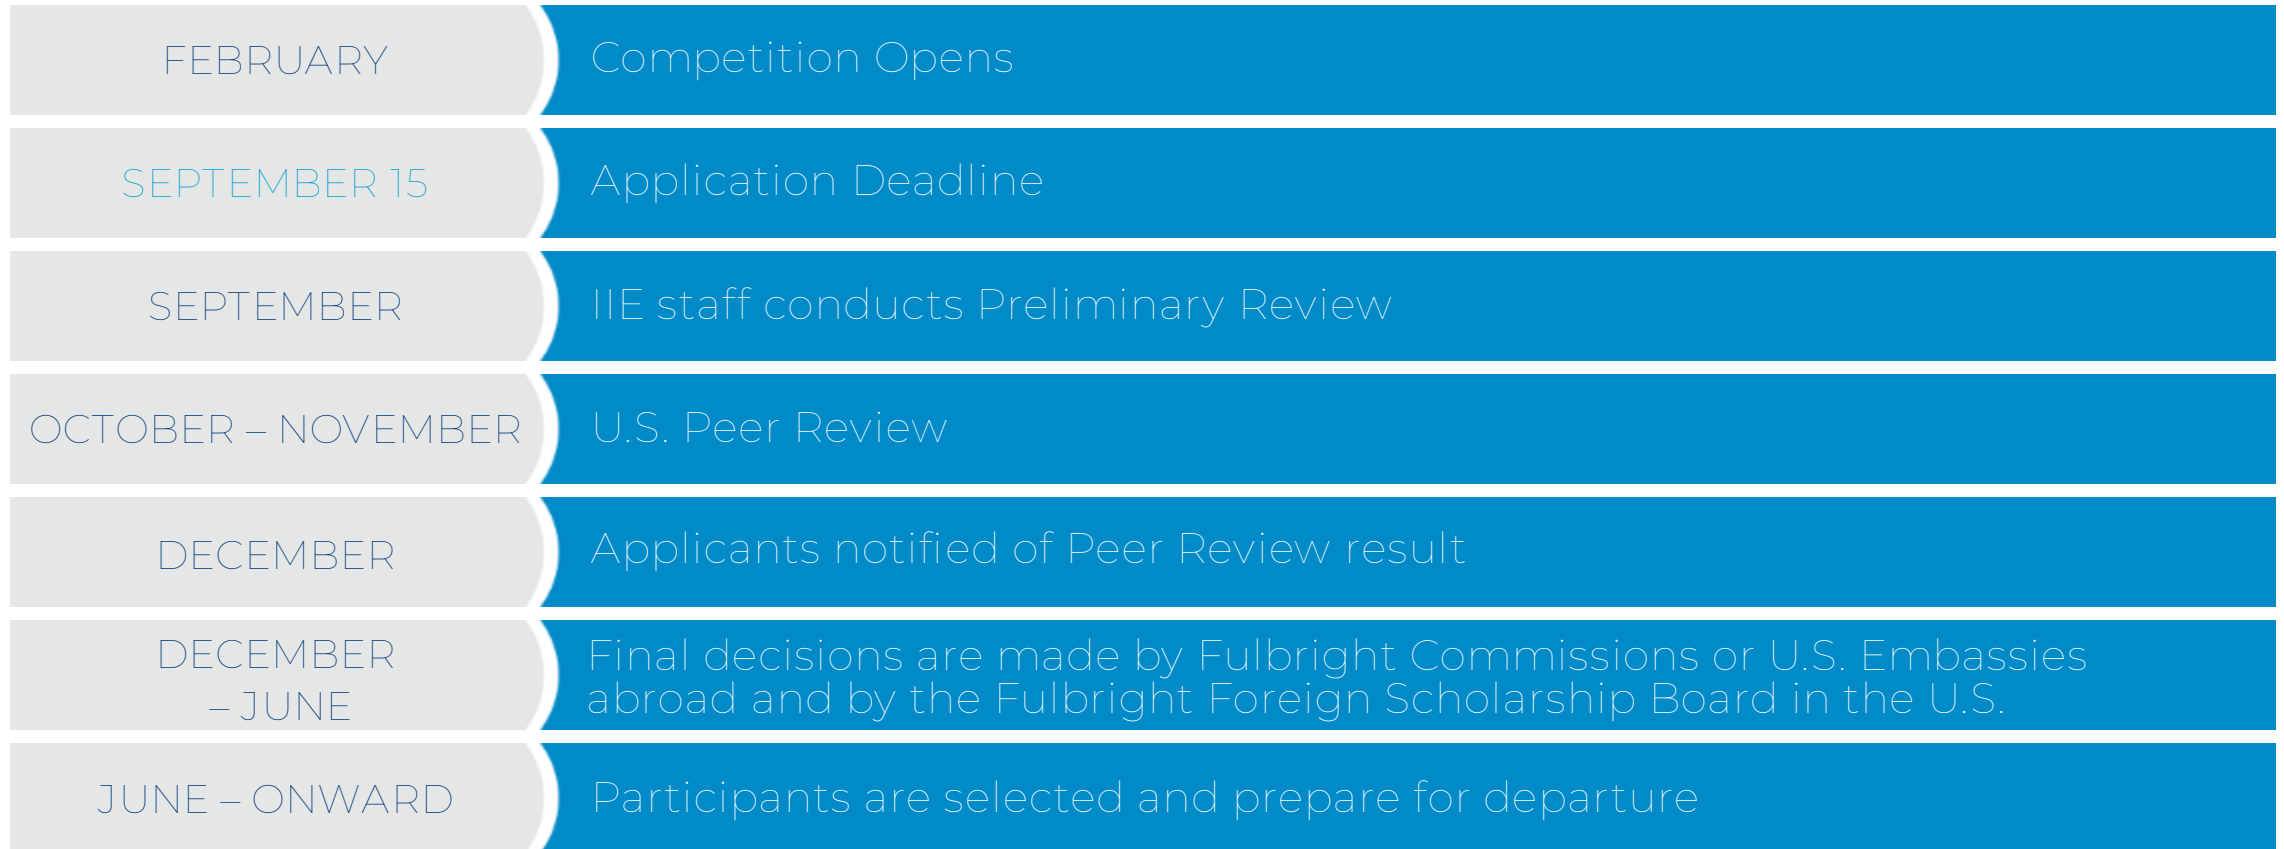 FEBRUARY
Competition Opens
SEPTEMBER 15
Application Deadline
SEPTEMBER
IIE staff conducts Preliminary Review
OCTOBER – NOVEMBER
U.S. Peer Review
DECEMBER
Applicants notified of Peer Review result
DECEMBER
– JUNE
Final decisions are made by Fulbright Commissions or U.S. Embassies
abroad and by the Fulbright Foreign Scholarship Board in the U.S.
JUNE – ONWARD
Participants are selected and prepare for departure